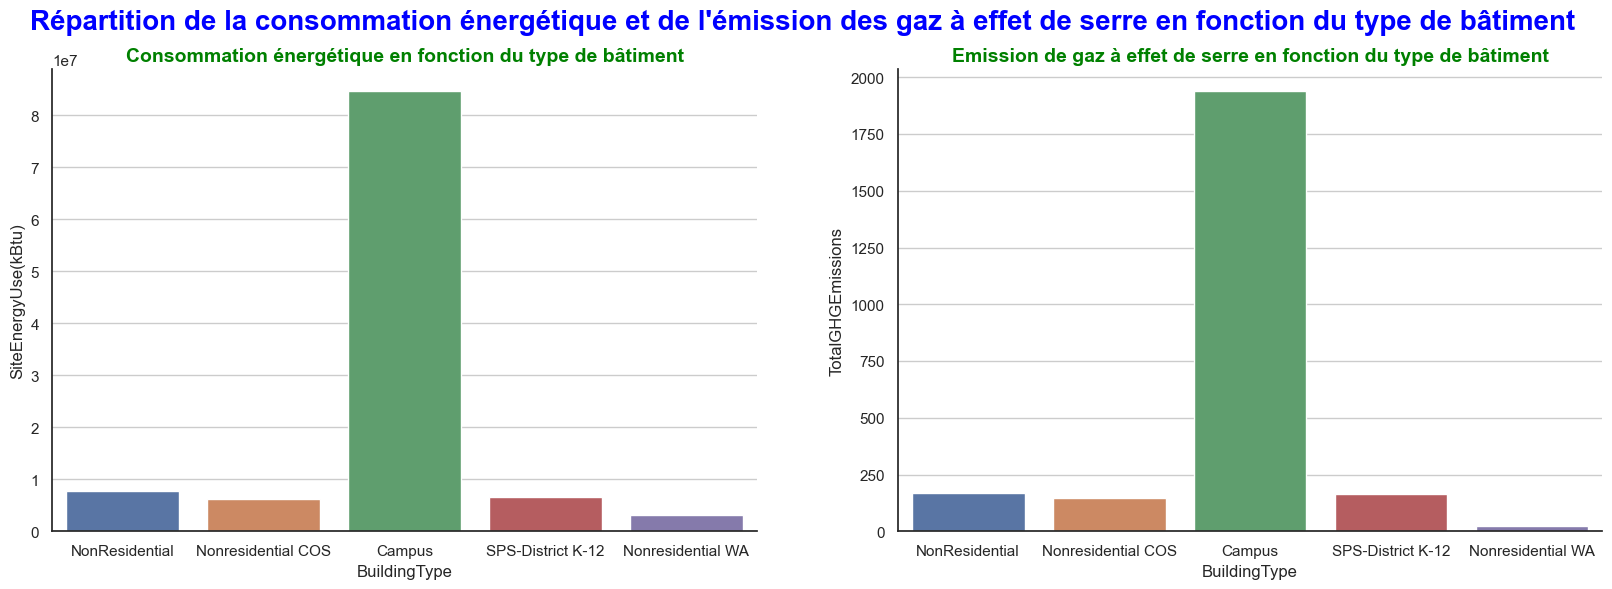 Répartition de la consommation énergétique et de l'émission des gaz à effet de serre en fonction du type de bâtiment
Consommation énergétique en fonction du type de bâtiment
1e7
8
7
6
5
4
3
2
1
0
SiteEnergyUse(kBtu)
NonResidential
Nonresidential COS
Campus
SPS-District K-12
Nonresidential WA
BuildingType
Emission de gaz à effet de serre en fonction du type de bâtiment
2000
1750
1500
1250
1000
750
500
250
0
TotalGHGEmissions
NonResidential
Nonresidential COS
Campus
SPS-District K-12
Nonresidential WA
BuildingType